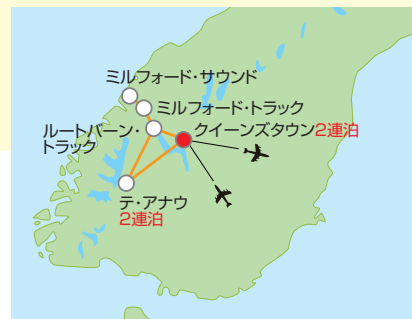 ミルフォード・サウンド
ミルフォード・トラック
ルートバーン・
トラック
クイーンズタウン2連泊
テ・アナウ
2連泊